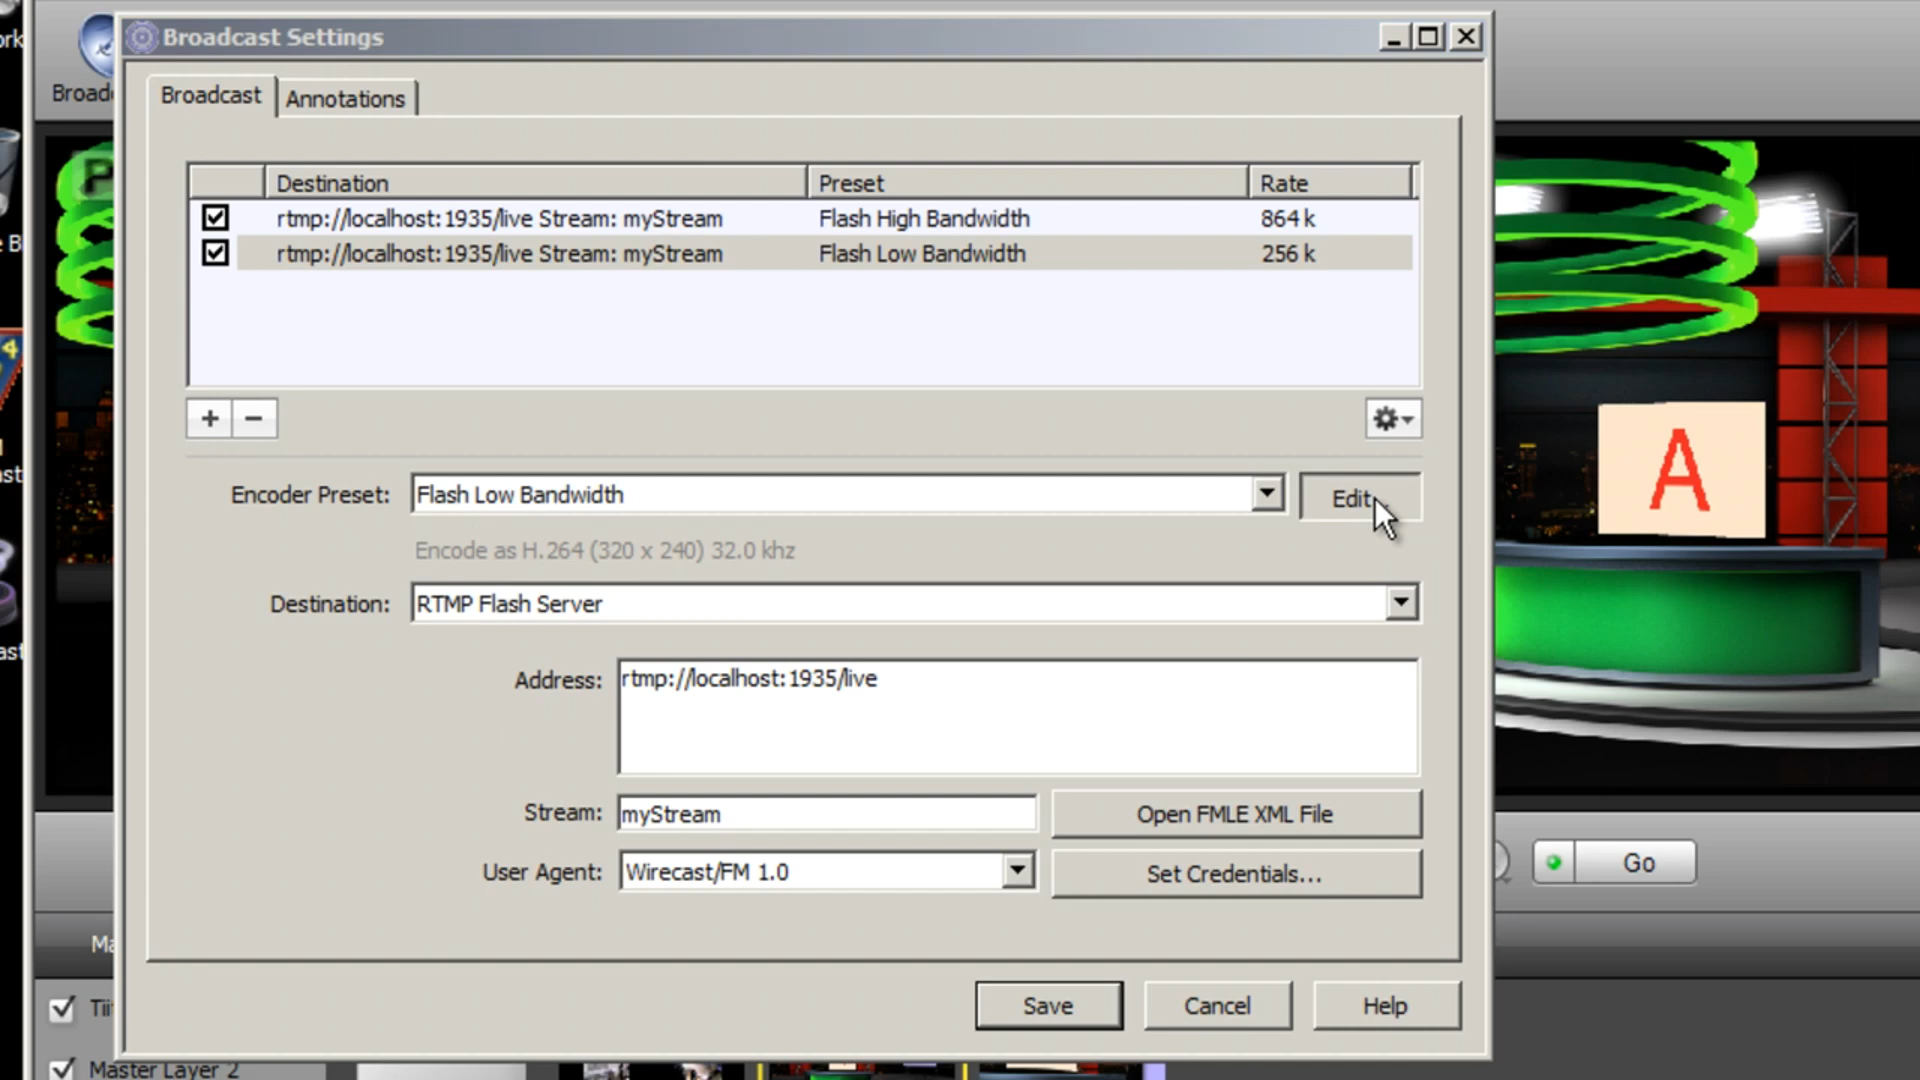 Broadcast Settings
Broadcast
Annotations
Destination Preset Rate
rtmp://localhost:1935/live Stream: myStream Flash High Bandwidth 864 k
rtmp://localhost:1935/live Stream: myStream Flash Low Bandwidth 256 k
+ −
Encoder Preset: Flash Low Bandwidth Edit
Encode as H.264 (320 x 240) 32.0 khz
Destination: RTMP Flash Server
Address: rtmp://localhost:1935/live
Stream: myStream Open FMLE XML File
User Agent: Wirecast/FM 1.0 Set Credentials...
Save Cancel Help
A
Go
Master Layer 2